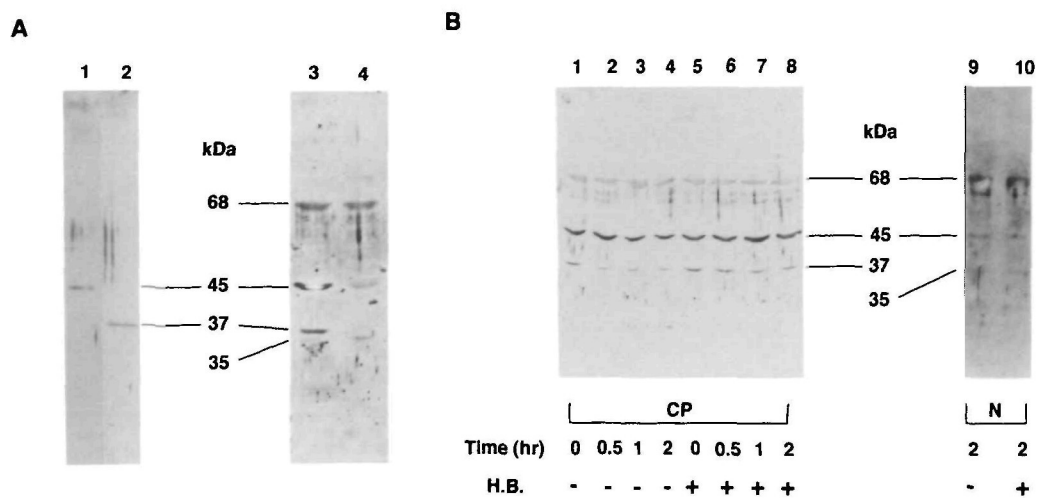 A
1 2
3 4
kDa
68
45
37
35
B
1 2 3 4 5 6 7 8
9 10
kDa
68
45
37
35
CP
N
Time (hr) 0 0.5 1 2 0 0.5 1 2 2 2
H.B. - - - - + + + + - +